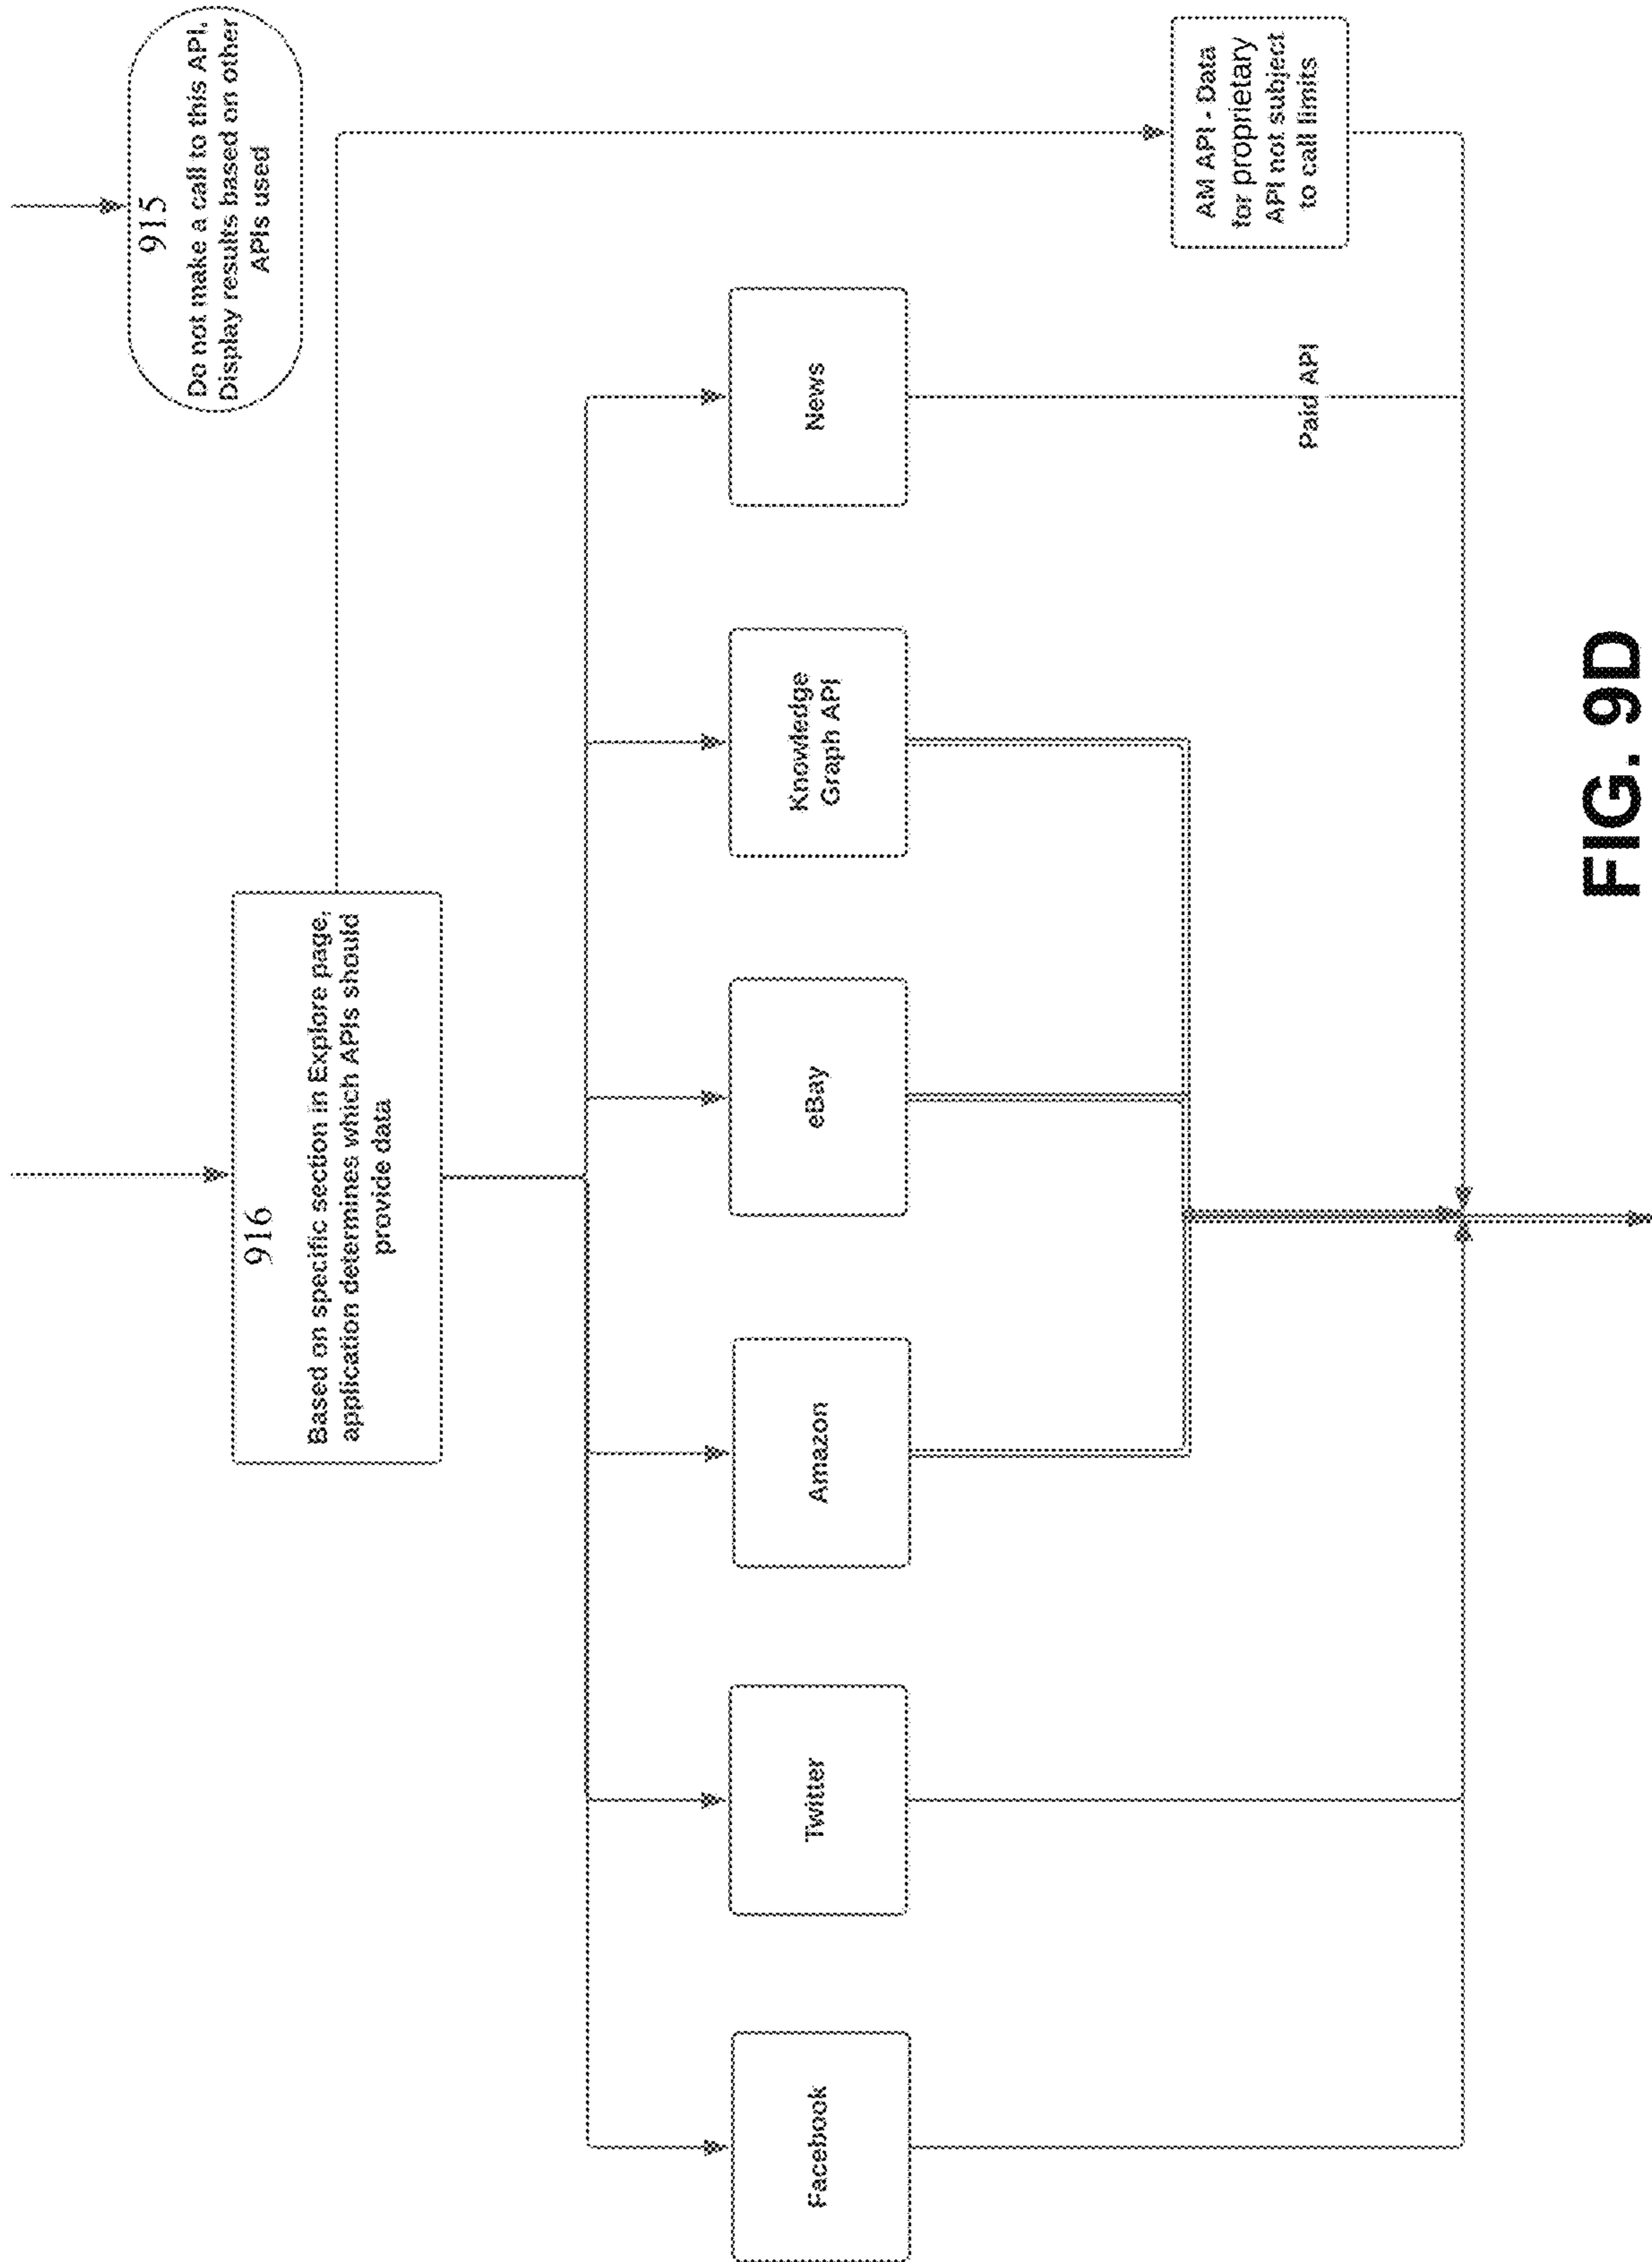 915
Do not make a call to this API.
Display results based on other
APIs used
916
Based on specific section in Explore page,
application determines which APIs should
provide data
Facebook
Twitter
Amazon
eBay
Knowledge
Graph API
News
AM API - Data
for proprietary
API not subject
to call limits
Paid API
FIG. 9D